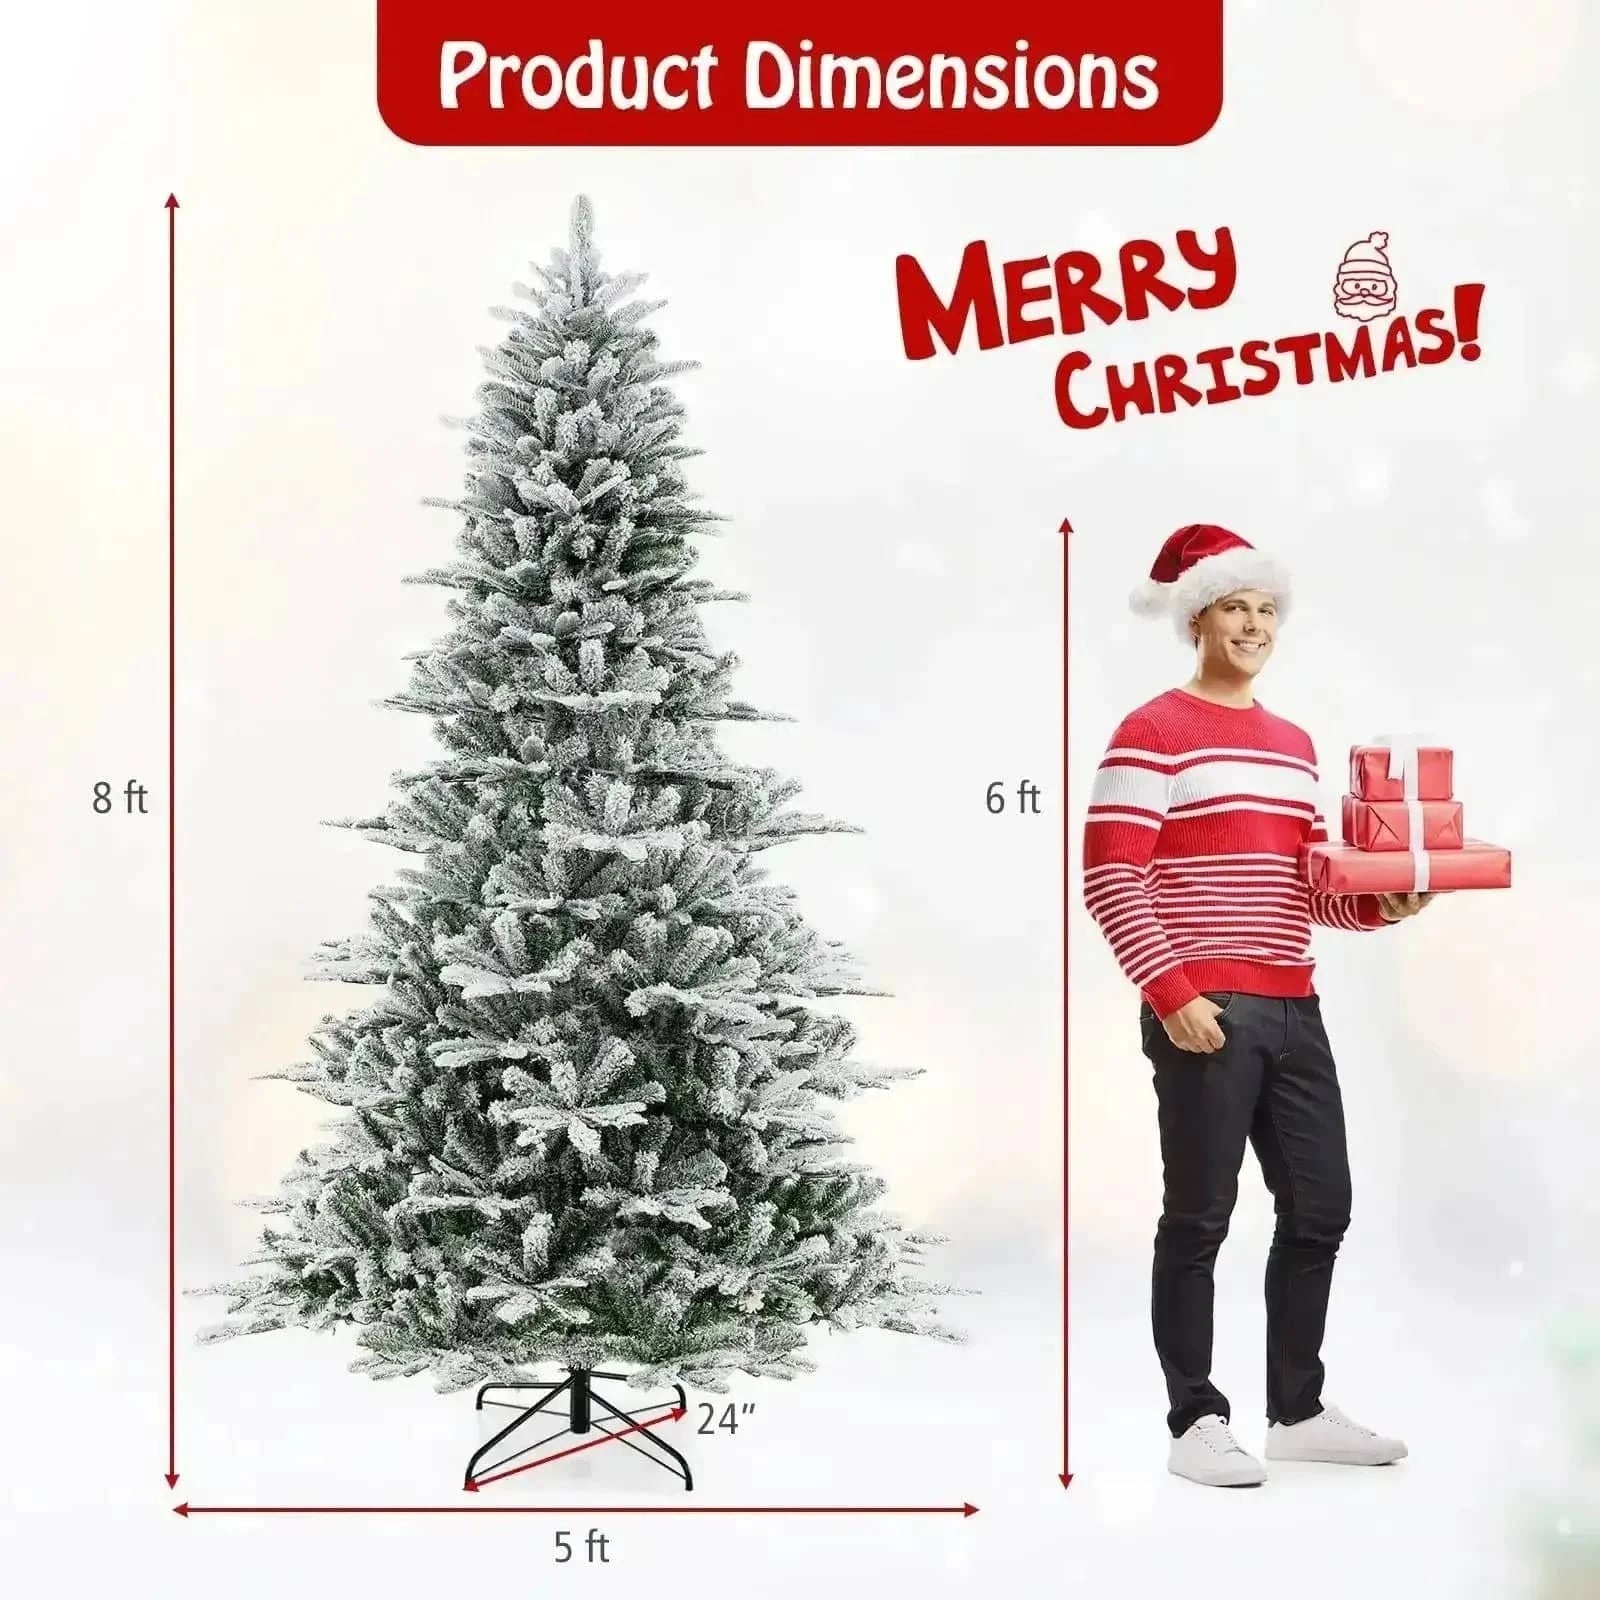 Product Dimensions
MERRY
CHRISTMAS!
8 ft
6 ft
24"
5 ft